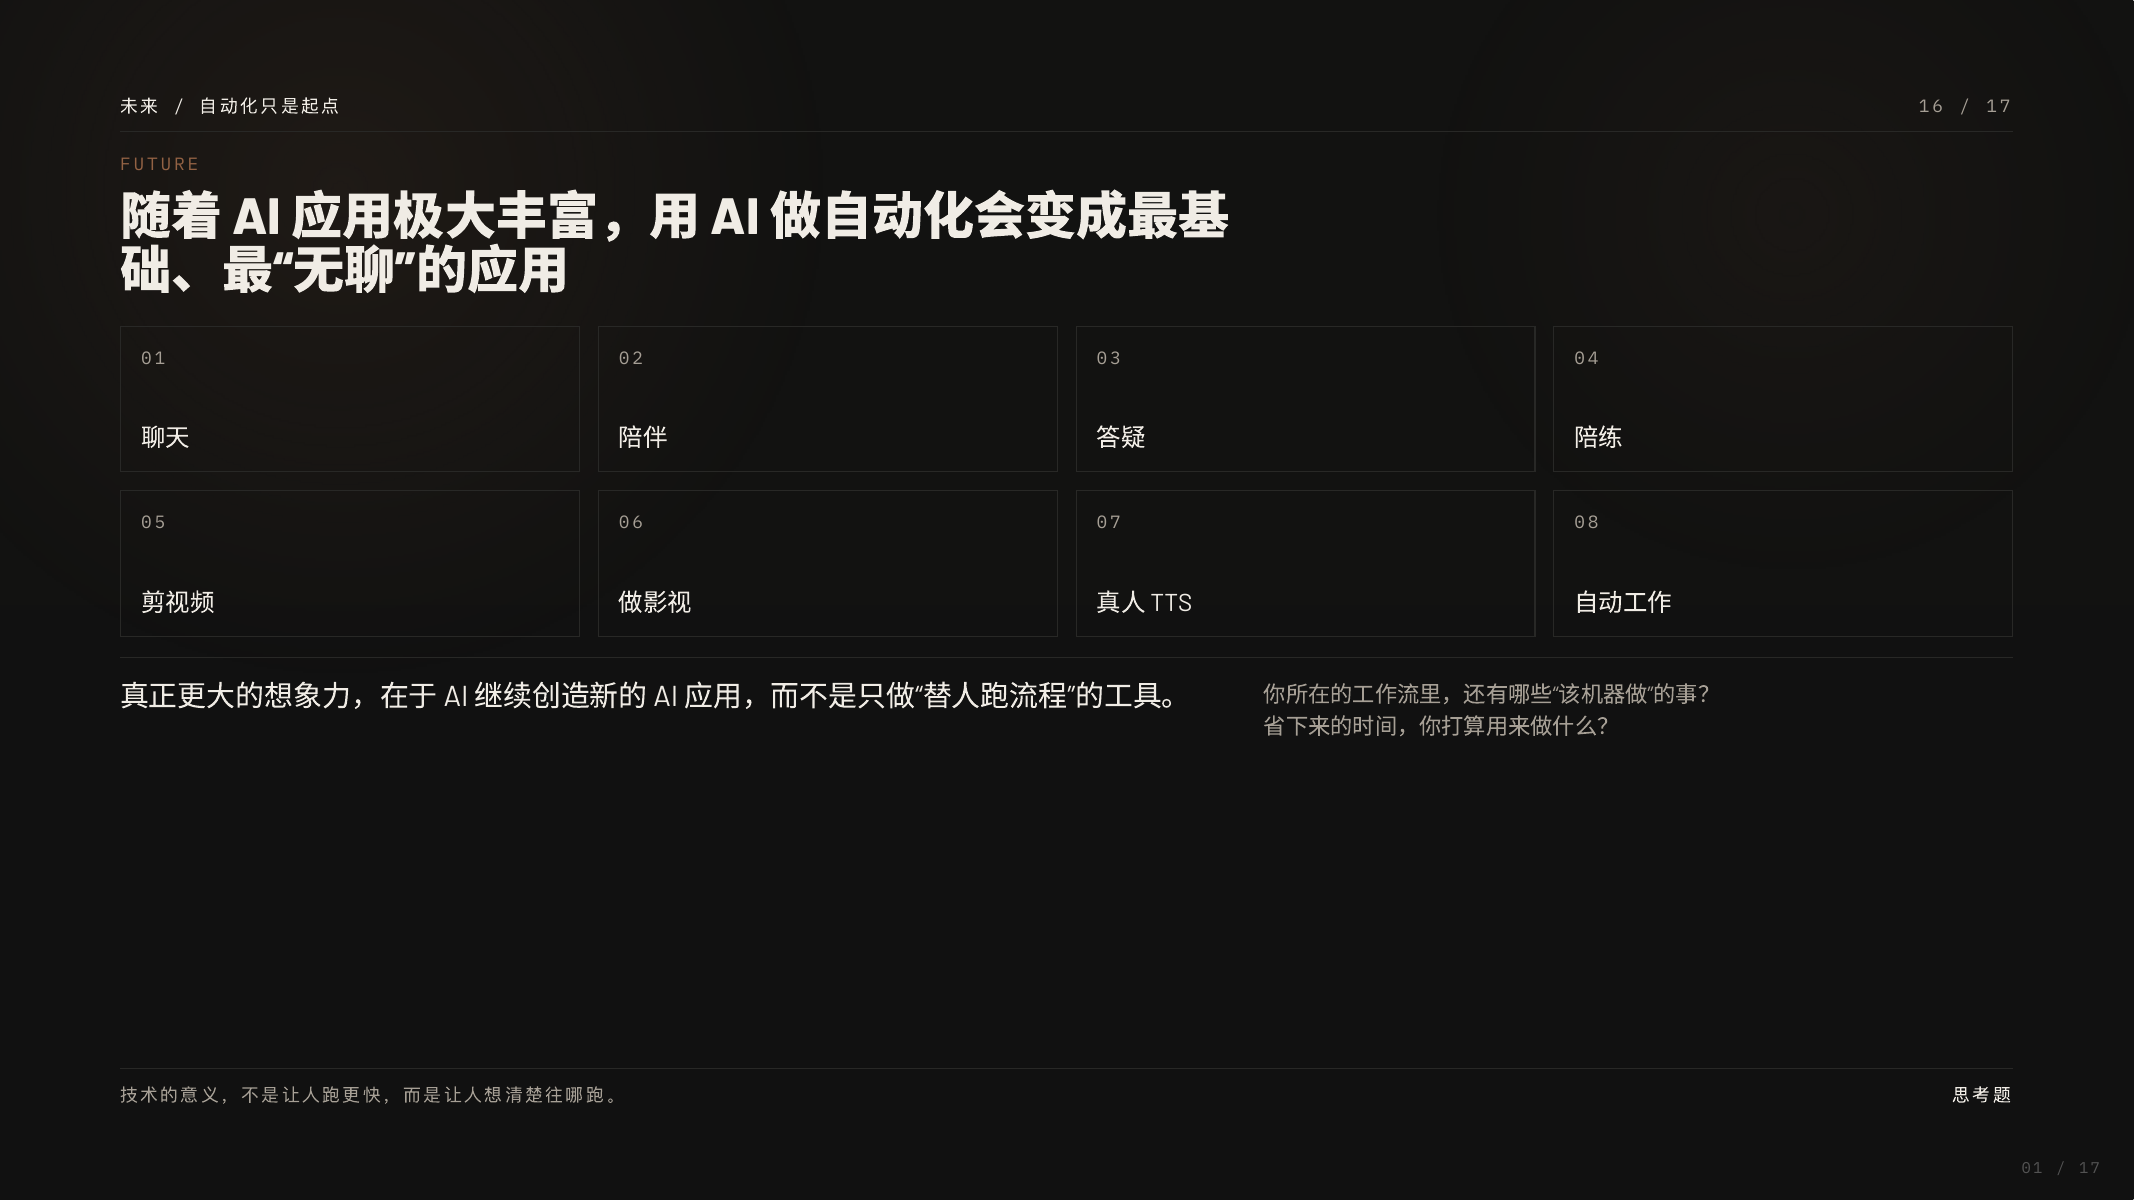 未来 / 自动化只是起点
16 / 17
FUTURE
随着 AI 应用极大丰富，用 AI 做自动化会变成最基
础、最“无聊”的应用
01
聊天
02
陪伴
03
答疑
04
陪练
05
剪视频
06
做影视
07
真人 TTS
08
自动工作
真正更大的想象力，在于 AI 继续创造新的 AI 应用，而不是只做“替人跑流程”的工具。
你所在的工作流里，还有哪些“该机器做”的事？
省下来的时间，你打算用来做什么？
技术的意义，不是让人跑更快，而是让人想清楚往哪跑。
思考题
01 / 17